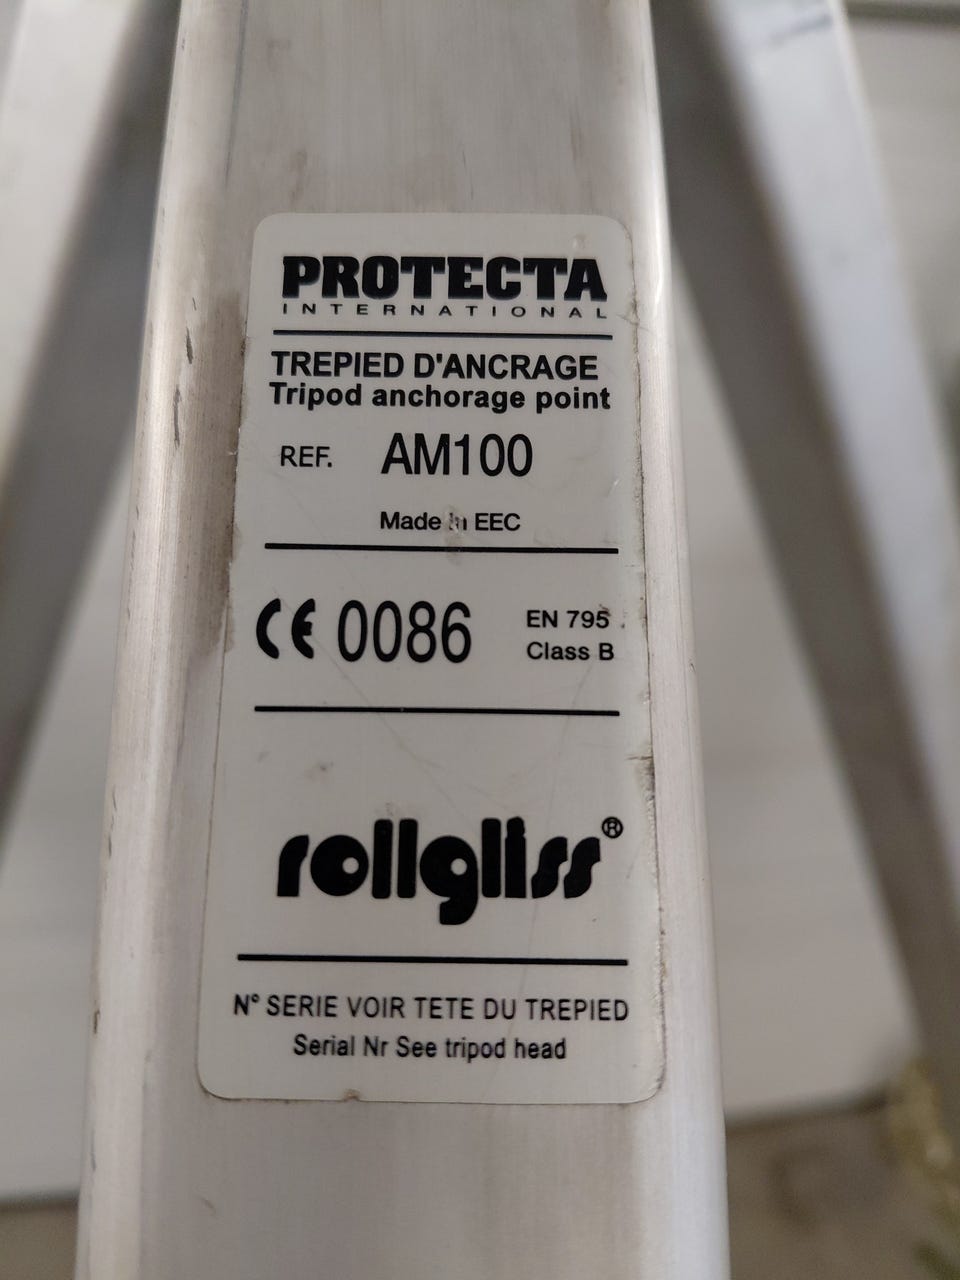 PROTECTA
INTERNATIONAL
TREPIED D'ANCRAGE
Tripod anchorage point
REF. AM100
Made in EEC
CE 0086 EN 795
Class B
rollgliss®
N° SERIE VOIR TETE DU TREPIED
Serial Nr See tripod head